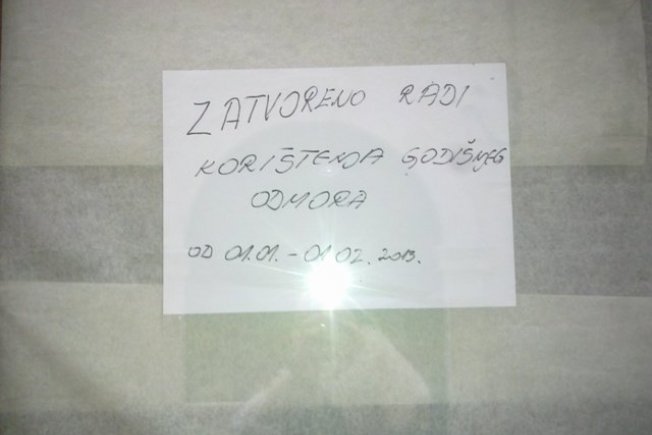 ZATVORENO RADI
KORIŠTENJA GODIŠNJEG
ODMORA
OD 01.01. - 01.02. 2013.